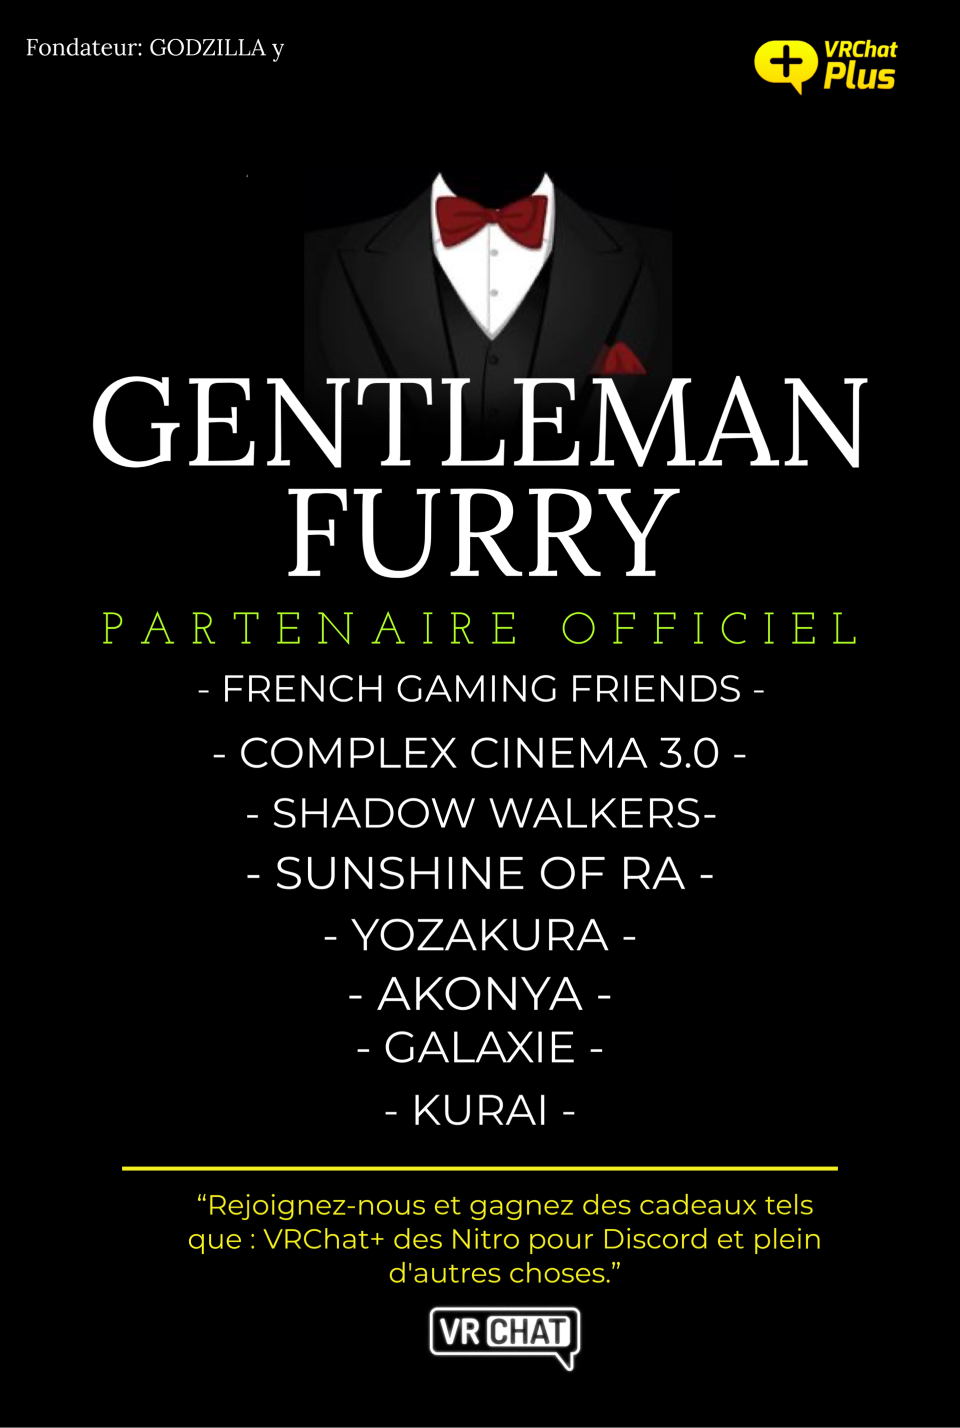 Fondateur: GODZILLA y
VRChat
Plus
GENTLEMAN
FURRY
PARTENAIRE OFFICIEL
- FRENCH GAMING FRIENDS -
- COMPLEX CINEMA 3.0 -
- SHADOW WALKERS-
- SUNSHINE OF RA -
- YOZAKURA -
- AKONYA -
- GALAXIE -
- KURAI -
“Rejoignez-nous et gagnez des cadeaux tels
que : VRChat+ des Nitro pour Discord et plein
d'autres choses.”
VR CHAT